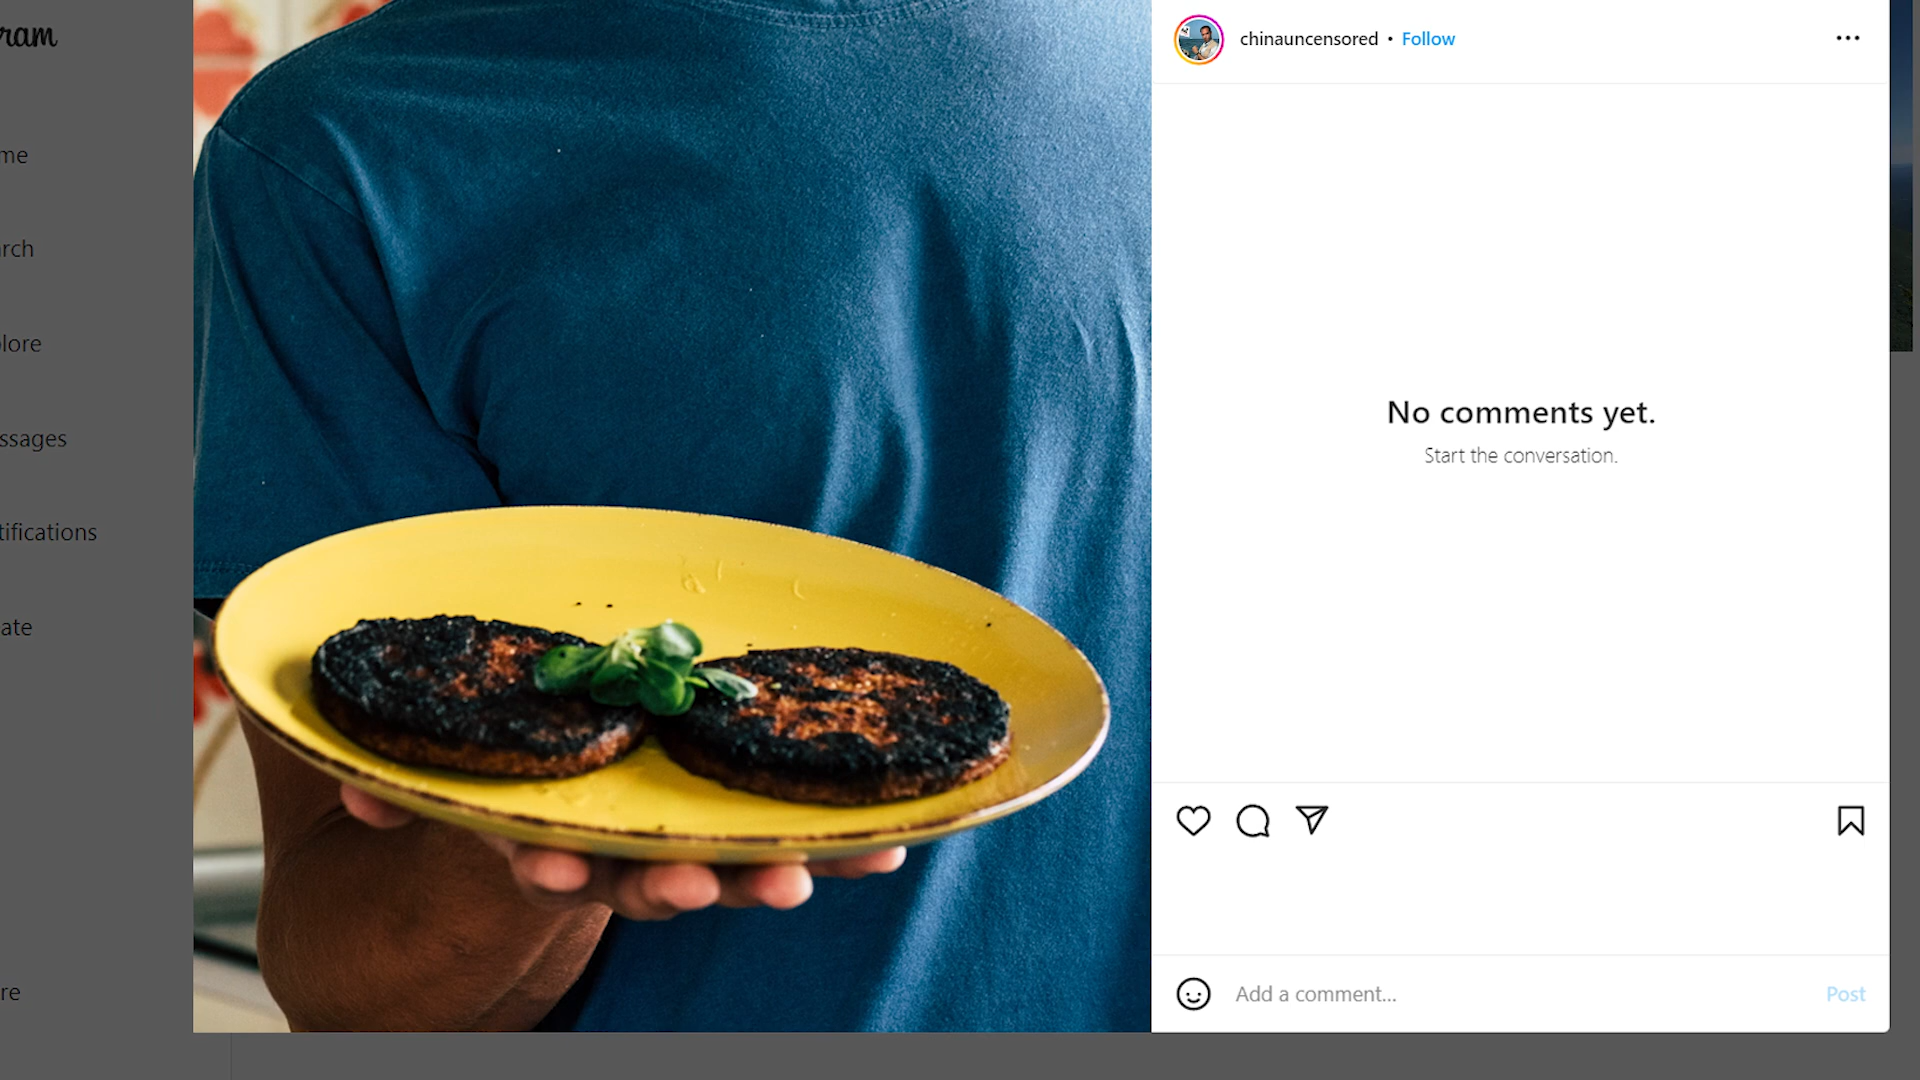 ram
me
rch
lore
ssages
tifications
ate
re
chinauncensored • Follow
No comments yet.
Start the conversation.
Add a comment...
Post